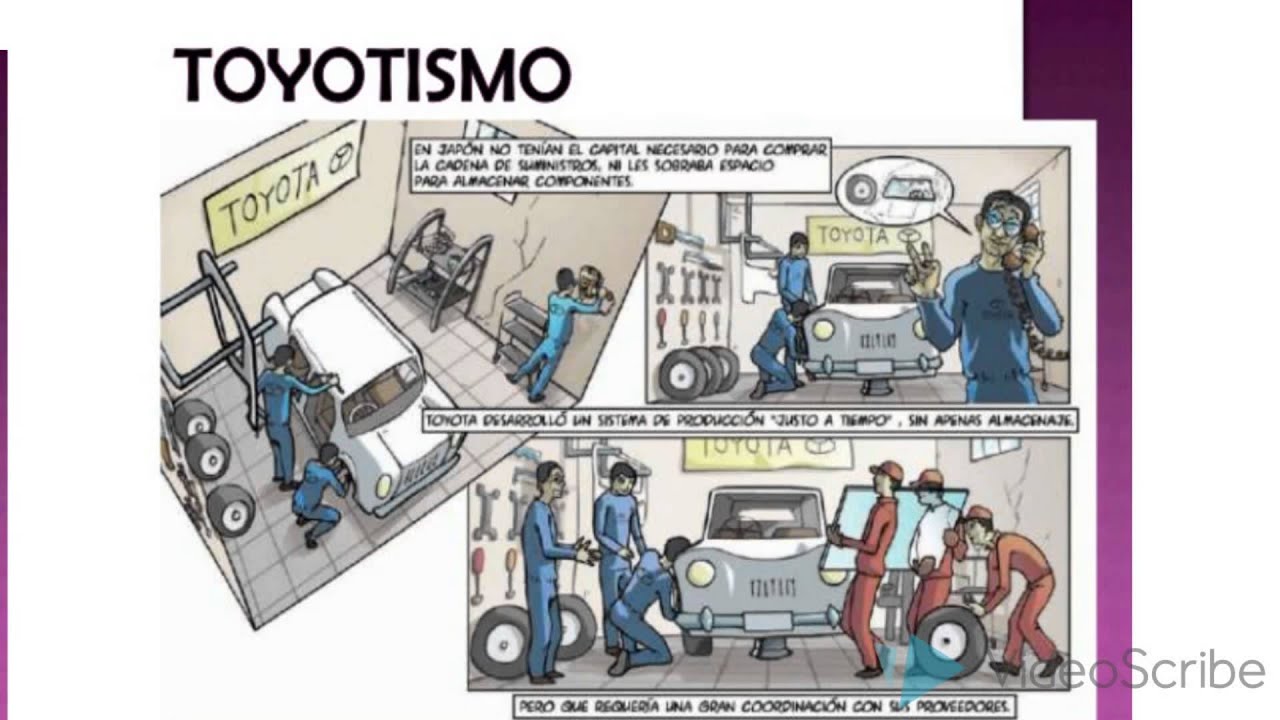 TOYOTISMO
EN JAPÓN NO TENÍAN EL CAPITAL NECESARIO PARA COMPRAR
LA CADENA DE SUMINISTROS, NI LES SOBRABA ESPACIO
PARA ALMACENAR COMPONENTES.
TOYOTA
TOYOTA
TOYOTA DESARROLLÓ UN SISTEMA DE PRODUCCIÓN "JUSTO A TIEMPO", SIN APENAS ALMACENAJE.
TOYOTA
PERO QUE REQUERÍA UNA GRAN COORDINACIÓN CON SUS PROVEEDORES.
VideoScribe